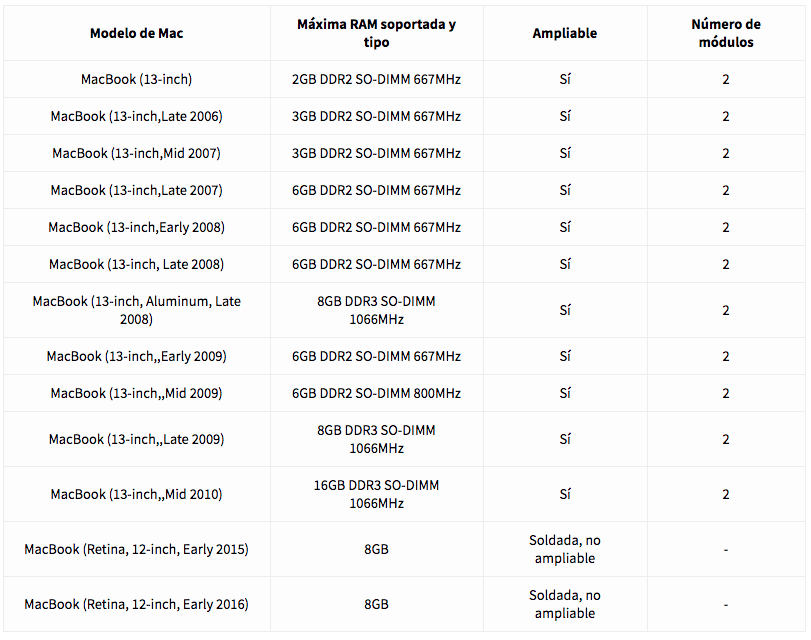 Modelo de Mac
Máxima RAM soportada y
tipo
Ampliable
Número de
módulos
MacBook (13-inch)
2GB DDR2 SO-DIMM 667MHz
Sí
2
MacBook (13-inch,Late 2006)
3GB DDR2 SO-DIMM 667MHz
Sí
2
MacBook (13-inch,Mid 2007)
3GB DDR2 SO-DIMM 667MHz
Sí
2
MacBook (13-inch,Late 2007)
6GB DDR2 SO-DIMM 667MHz
Sí
2
MacBook (13-inch,Early 2008)
6GB DDR2 SO-DIMM 667MHz
Sí
2
MacBook (13-inch, Late 2008)
6GB DDR2 SO-DIMM 667MHz
Sí
2
MacBook (13-inch, Aluminum, Late
2008)
8GB DDR3 SO-DIMM
1066MHz
Sí
2
MacBook (13-inch,,Early 2009)
6GB DDR2 SO-DIMM 667MHz
Sí
2
MacBook (13-inch,,Mid 2009)
6GB DDR2 SO-DIMM 800MHz
Sí
2
MacBook (13-inch,,Late 2009)
8GB DDR3 SO-DIMM
1066MHz
Sí
2
MacBook (13-inch,,Mid 2010)
16GB DDR3 SO-DIMM
1066MHz
Sí
2
MacBook (Retina, 12-inch, Early 2015)
8GB
Soldada, no
ampliable
-
MacBook (Retina, 12-inch, Early 2016)
8GB
Soldada, no
ampliable
-